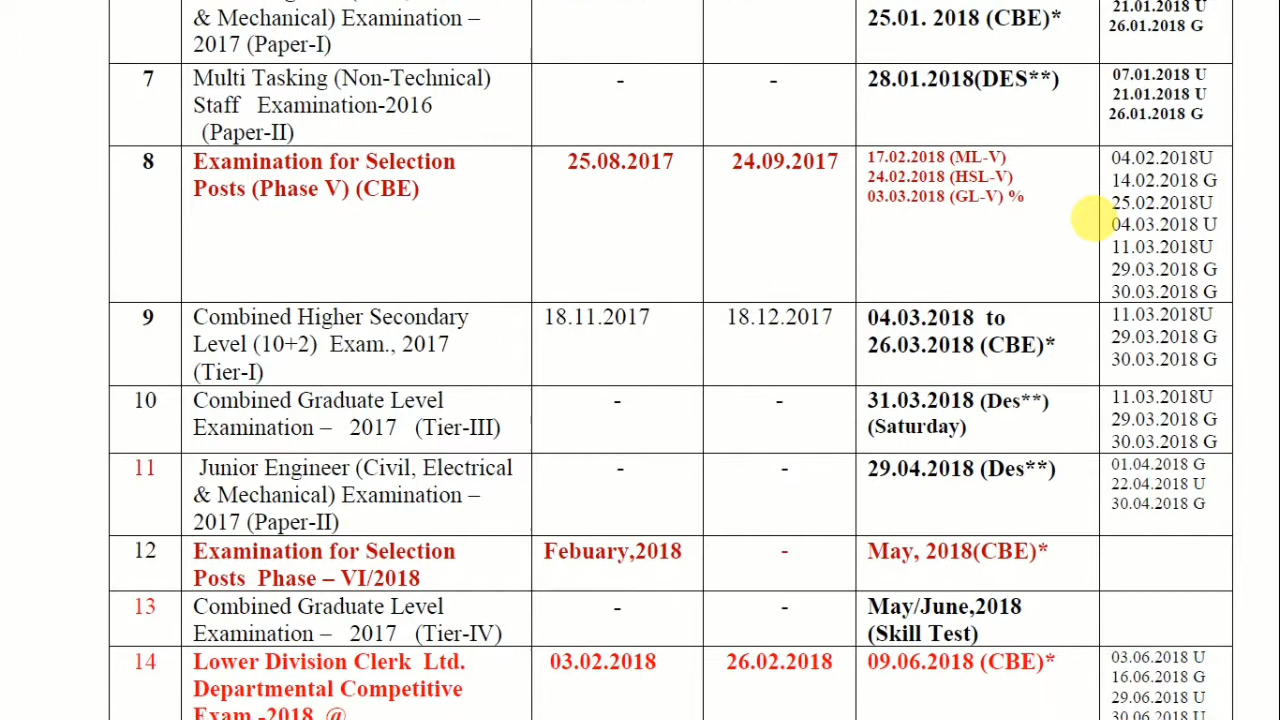 & Mechanical) Examination –
2017 (Paper-I)
25.01. 2018 (CBE)*
21.01.2018 U
26.01.2018 G
7
Multi Tasking (Non-Technical)
Staff Examination-2016
(Paper-II)
-
-
28.01.2018(DES**)
07.01.2018 U
21.01.2018 U
26.01.2018 G
8
Examination for Selection
Posts (Phase V) (CBE)
25.08.2017
24.09.2017
17.02.2018 (ML-V)
24.02.2018 (HSL-V)
03.03.2018 (GL-V) %
04.02.2018U
14.02.2018 G
25.02.2018U
04.03.2018 U
11.03.2018U
29.03.2018 G
30.03.2018 G
9
Combined Higher Secondary
Level (10+2) Exam., 2017
(Tier-I)
18.11.2017
18.12.2017
04.03.2018 to
26.03.2018 (CBE)*
11.03.2018U
29.03.2018 G
30.03.2018 G
10
Combined Graduate Level
Examination – 2017 (Tier-III)
-
-
31.03.2018 (Des**)
(Saturday)
11.03.2018U
29.03.2018 G
30.03.2018 G
11
Junior Engineer (Civil, Electrical
& Mechanical) Examination –
2017 (Paper-II)
-
-
29.04.2018 (Des**)
01.04.2018 G
22.04.2018 U
30.04.2018 G
12
Examination for Selection
Posts Phase – VI/2018
Febuary,2018
-
May, 2018(CBE)*
13
Combined Graduate Level
Examination – 2017 (Tier-IV)
-
-
May/June,2018
(Skill Test)
14
Lower Division Clerk Ltd.
Departmental Competitive
Exam -2018 @
03.02.2018
26.02.2018
09.06.2018 (CBE)*
03.06.2018 U
16.06.2018 G
29.06.2018 U
30.06.2018 U